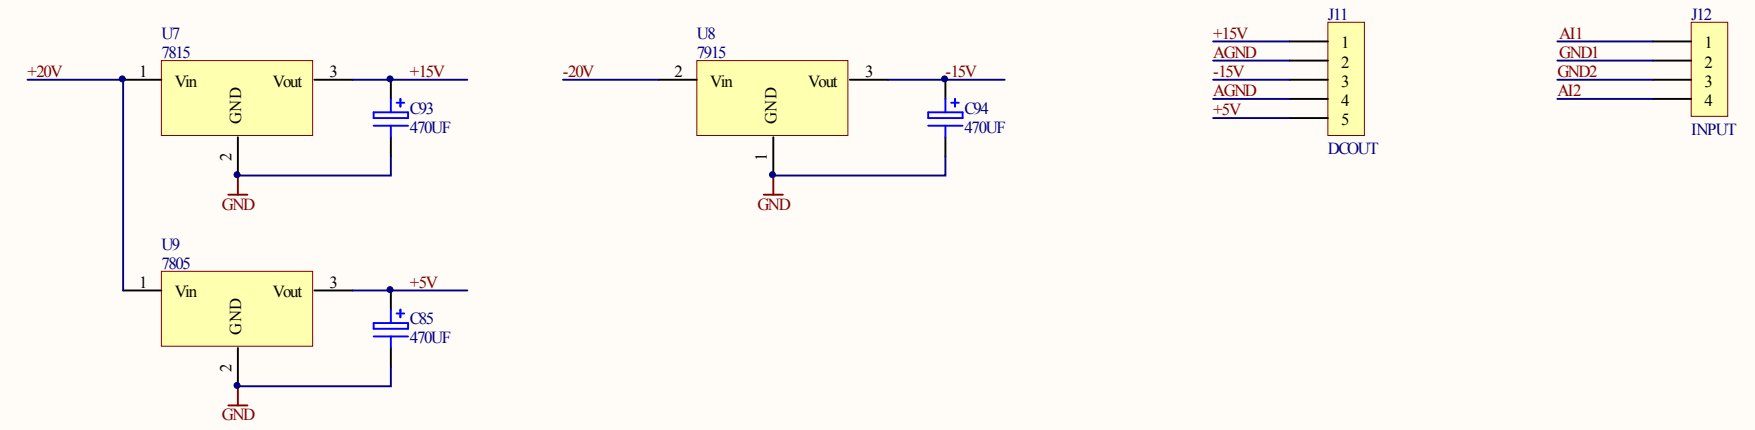 U7
7815
+20V
1
Vin
Vout
3
+15V
GND
2
C93
470UF
GND
U8
7915
-20V
2
Vin
Vout
3
-15V
GND
1
C94
470UF
GND
U9
7805
1
Vin
Vout
3
+5V
GND
2
C85
470UF
GND
J11
+15V 1
AGND 2
-15V 3
AGND 4
+5V 5
DCOUT
J12
AI1 1
GND1 2
GND2 3
AI2 4
INPUT